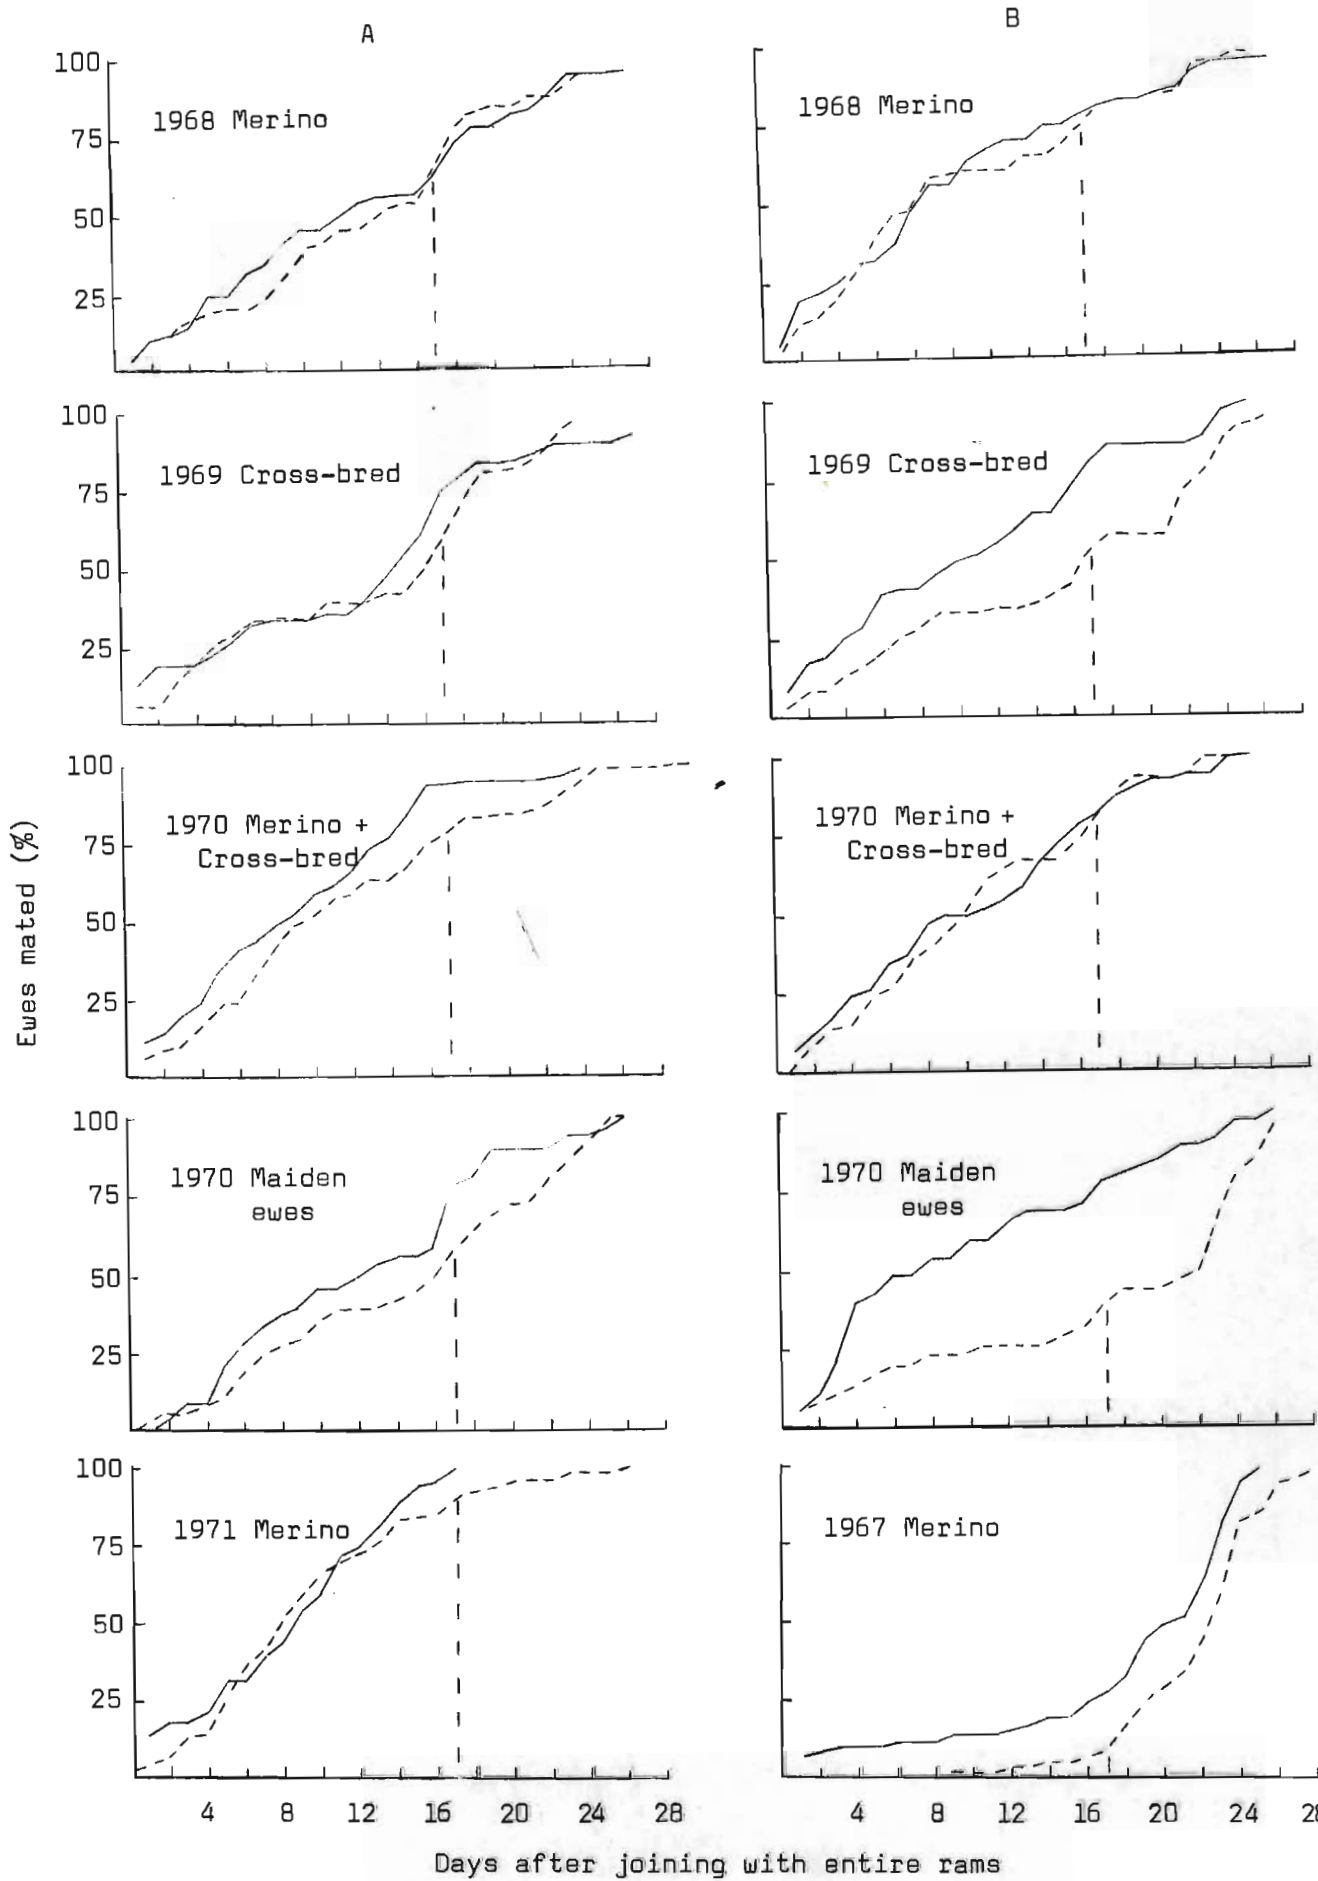 A
B
100
75
50
25
1968 Merino
1968 Merino
100
75
50
25
1969 Cross-bred
1969 Cross-bred
100
75
50
25
1970 Merino +
Cross-bred
1970 Merino +
Cross-bred
Ewes mated (%)
100
75
50
25
1970 Maiden
ewes
1970 Maiden
ewes
100
75
50
25
1971 Merino
1967 Merino
4 8 12 16 20 24 28
4 8 12 16 20 24 28
Days after joining with entire rams